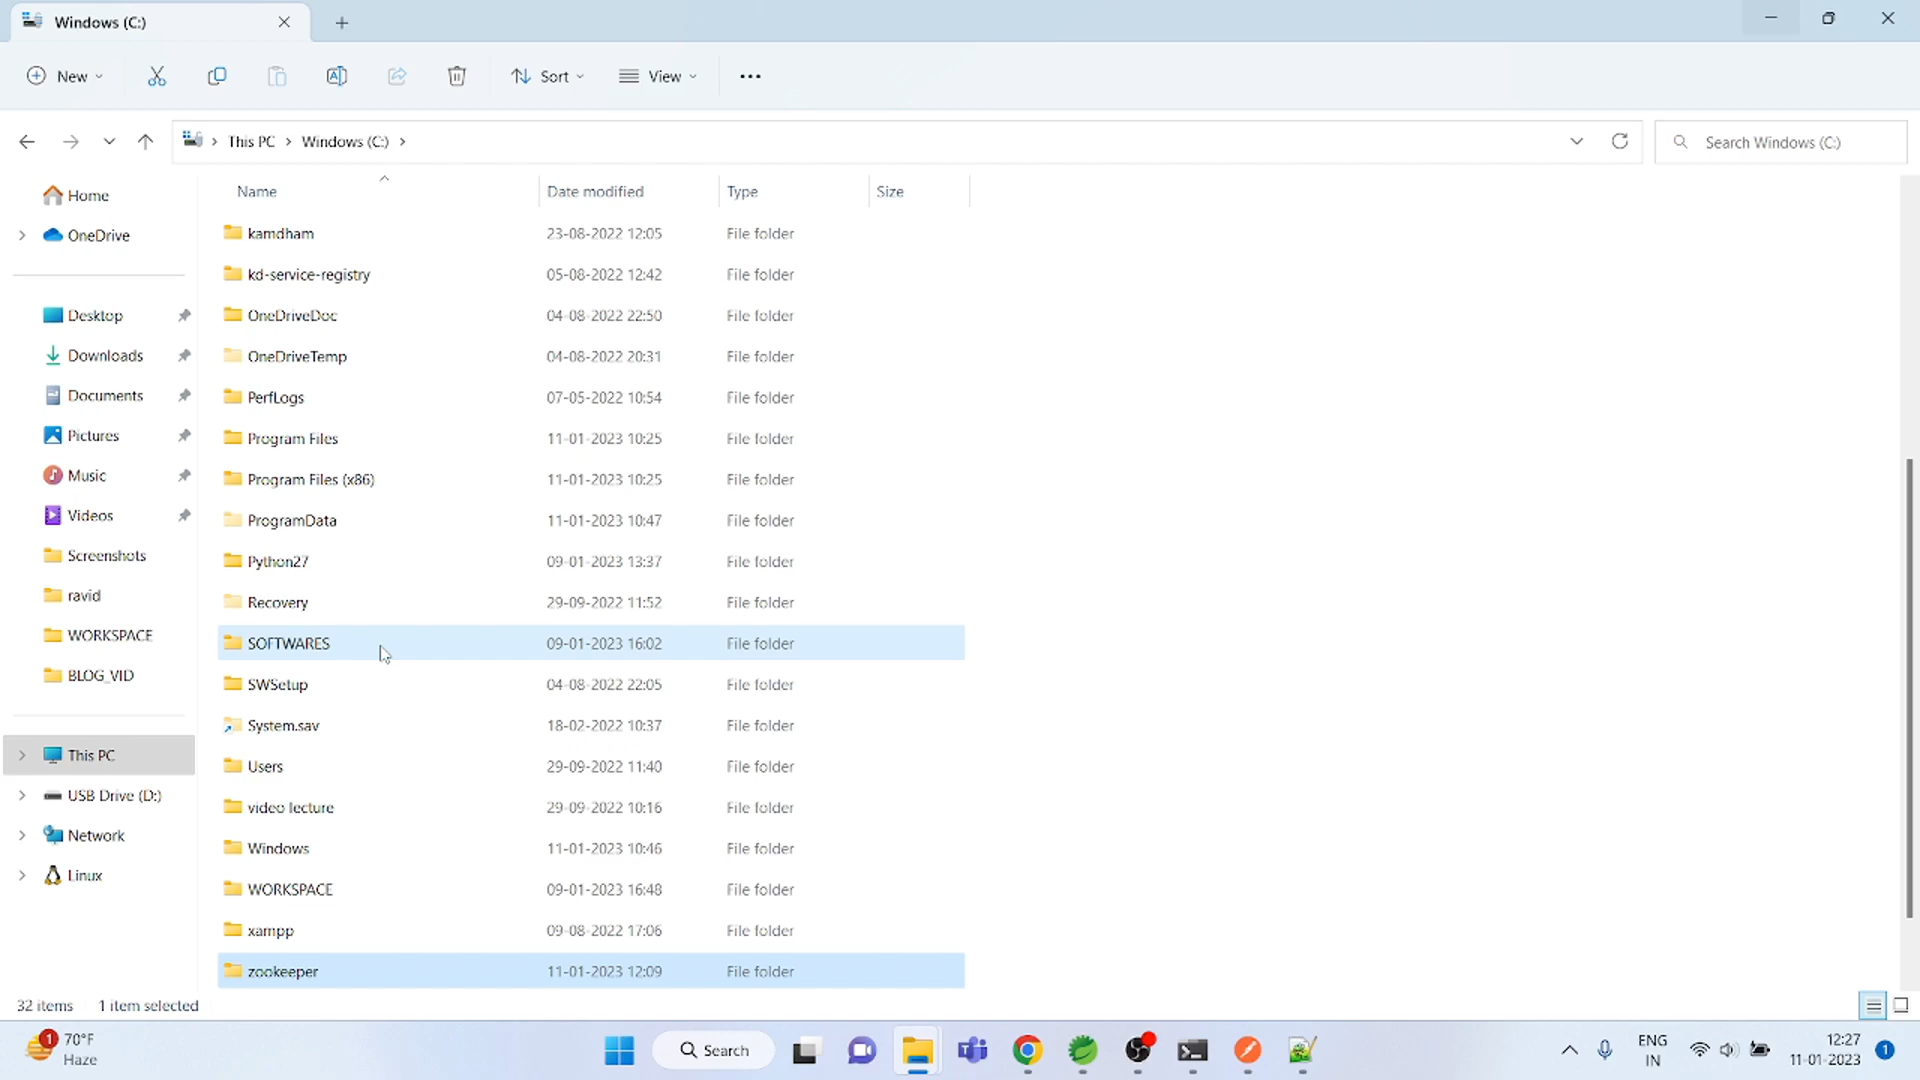 Windows (C:)
New
Sort
View
This PC
Windows (C:)
Search Windows (C:)
Name
Date modified
Type
Size
Home
OneDrive
Desktop
Downloads
Documents
Pictures
Music
Videos
Screenshots
ravid
WORKSPACE
BLOG_VID
This PC
USB Drive (D:)
Network
Linux
kamdham 23-08-2022 12:05 File folder
kd-service-registry 05-08-2022 12:42 File folder
OneDriveDoc 04-08-2022 22:50 File folder
OneDriveTemp 04-08-2022 20:31 File folder
PerfLogs 07-05-2022 10:54 File folder
Program Files 11-01-2023 10:25 File folder
Program Files (x86) 11-01-2023 10:25 File folder
ProgramData 11-01-2023 10:47 File folder
Python27 09-01-2023 13:37 File folder
Recovery 29-09-2022 11:52 File folder
SOFTWARES 09-01-2023 16:02 File folder
SWSetup 04-08-2022 22:05 File folder
System.sav 18-02-2022 10:37 File folder
Users 29-09-2022 11:40 File folder
video lecture 29-09-2022 10:16 File folder
Windows 11-01-2023 10:46 File folder
WORKSPACE 09-01-2023 16:48 File folder
xampp 09-08-2022 17:06 File folder
zookeeper 11-01-2023 12:09 File folder
32 items 1 item selected
1
70°F
Haze
Search
ENG
IN
12:27
11-01-2023
1